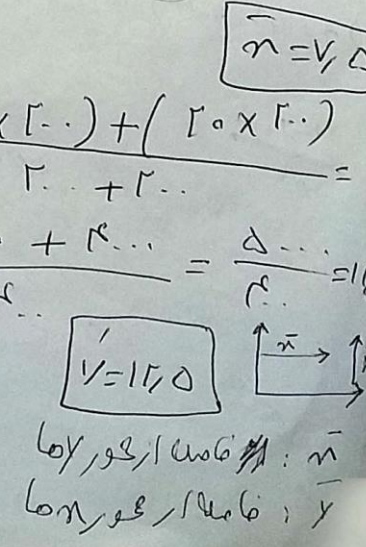 x̄ = ۷٫۵
× ۲۰۰) + ( ۲۰ × ۲۰۰)
۲۰۰ + ۲۰۰ =
+ ۴۰۰۰ = ۵۰۰۰ = ۱
۴۰۰
ȳ = ۱۲٫۵
x̄
x̄ : فاصله از محور y ها
ȳ : فاصله از محور x ها